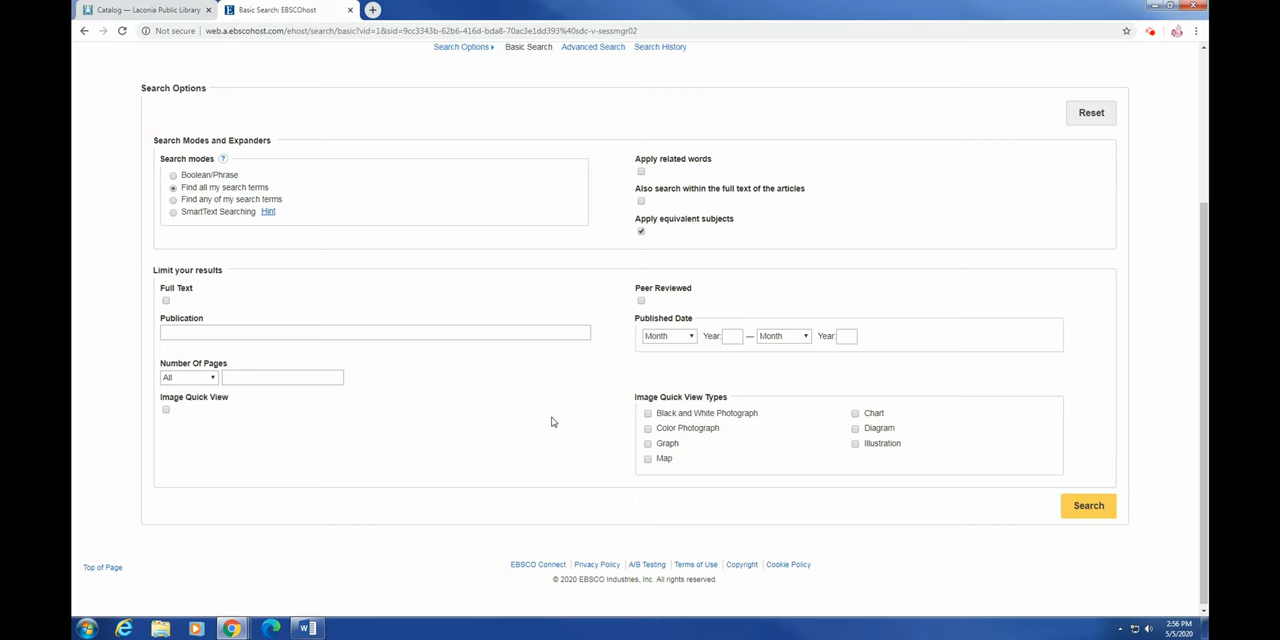 Catalog — Laconia Public Library
Basic Search: EBSCOhost
Not secure | web.a.ebscohost.com/ehost/search/basic?vid=1&sid=9cc3343b-62b6-416d-bda8-70ac3e1dd393%40sdc-v-sessmgr02
Search Options Basic Search Advanced Search Search History
Search Options
Reset
Search Modes and Expanders
Search modes ?
Boolean/Phrase
Find all my search terms
Find any of my search terms
SmartText Searching Hint
Apply related words
Also search within the full text of the articles
Apply equivalent subjects
Limit your results
Full Text
Peer Reviewed
Publication
Published Date
Month Year: — Month Year:
Number Of Pages
All
Image Quick View
Image Quick View Types
Black and White Photograph
Chart
Color Photograph
Diagram
Graph
Illustration
Map
Search
Top of Page
EBSCO Connect | Privacy Policy | A/B Testing | Terms of Use | Copyright | Cookie Policy
© 2020 EBSCO Industries, Inc. All rights reserved.
2:56 PM
5/5/2020